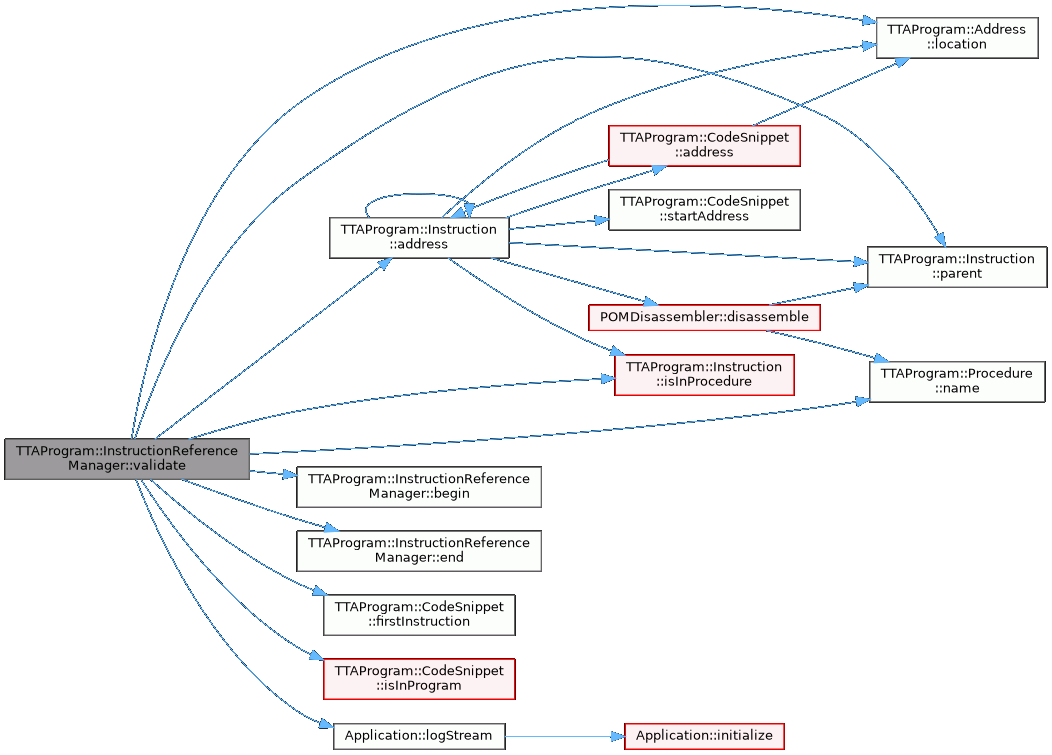 TTAProgram::Address
::location
TTAProgram::CodeSnippet
::address
TTAProgram::CodeSnippet
::startAddress
TTAProgram::Instruction
::address
TTAProgram::Instruction
::parent
POMDisassembler::disassemble
TTAProgram::Instruction
::isInProcedure
TTAProgram::Procedure
::name
TTAProgram::InstructionReference
Manager::validate
TTAProgram::InstructionReference
Manager::begin
TTAProgram::InstructionReference
Manager::end
TTAProgram::CodeSnippet
::firstInstruction
TTAProgram::CodeSnippet
::isInProgram
Application::logStream
Application::initialize